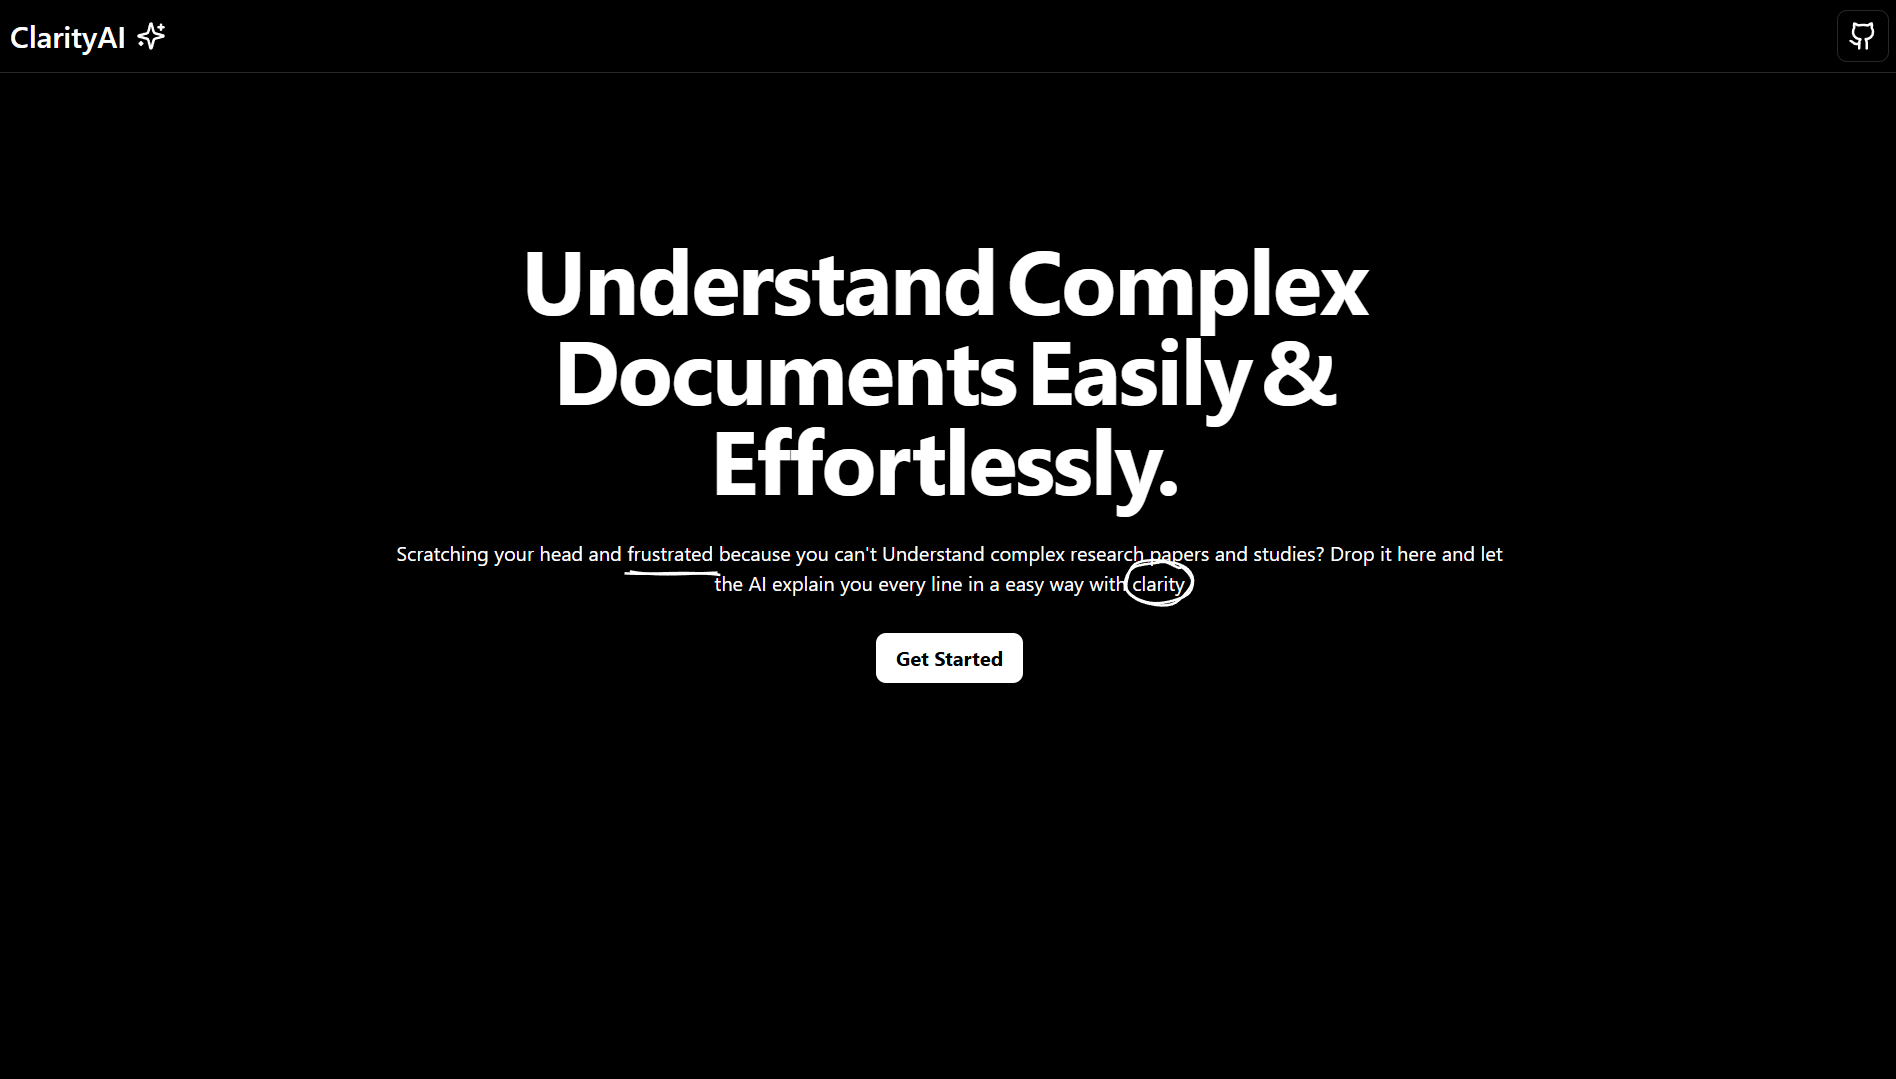 ClarityAI
Understand Complex
Documents Easily &
Effortlessly.
Scratching your head and frustrated because you can't Understand complex research papers and studies? Drop it here and let
the AI explain you every line in a easy way with clarity
Get Started